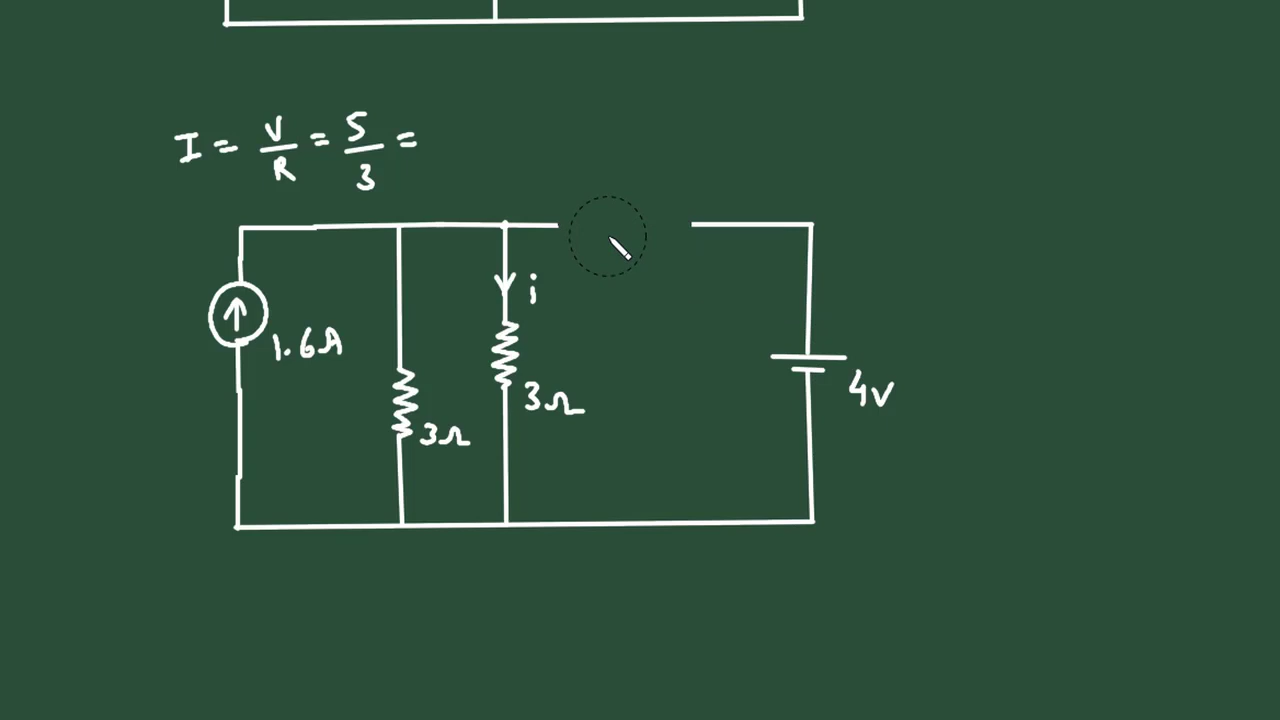 I = V/R = 5/3 =
i
1.6A
3Ω
3Ω
4V